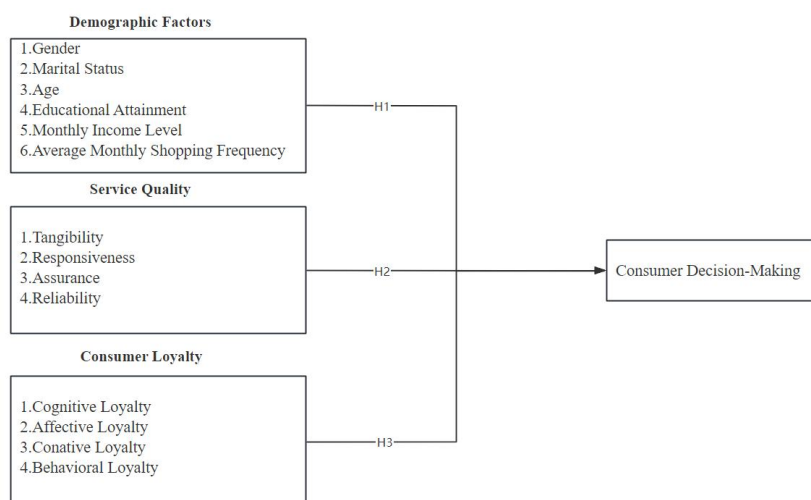 Demographic Factors
1.Gender
2.Marital Status
3.Age
4.Educational Attainment
5.Monthly Income Level
6.Average Monthly Shopping Frequency
H1
Service Quality
1.Tangibility
2.Responsiveness
3.Assurance
4.Reliability
H2
Consumer Decision-Making
Consumer Loyalty
1.Cognitive Loyalty
2.Affective Loyalty
3.Conative Loyalty
4.Behavioral Loyalty
H3